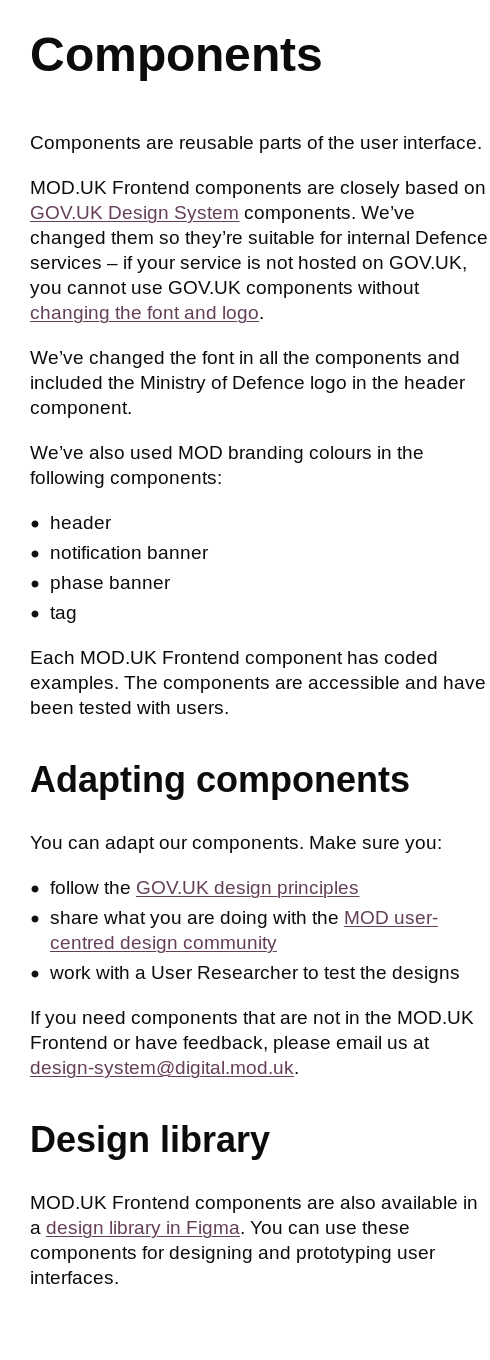 Components
Components are reusable parts of the user interface.
MOD.UK Frontend components are closely based on
GOV.UK Design System components. We’ve
changed them so they’re suitable for internal Defence
services – if your service is not hosted on GOV.UK,
you cannot use GOV.UK components without
changing the font and logo.
We’ve changed the font in all the components and
included the Ministry of Defence logo in the header
component.
We’ve also used MOD branding colours in the
following components:
• header
• notification banner
• phase banner
• tag
Each MOD.UK Frontend component has coded
examples. The components are accessible and have
been tested with users.
Adapting components
You can adapt our components. Make sure you:
• follow the GOV.UK design principles
• share what you are doing with the MOD user-
centred design community
• work with a User Researcher to test the designs
If you need components that are not in the MOD.UK
Frontend or have feedback, please email us at
design-system@digital.mod.uk.
Design library
MOD.UK Frontend components are also available in
a design library in Figma. You can use these
components for designing and prototyping user
interfaces.